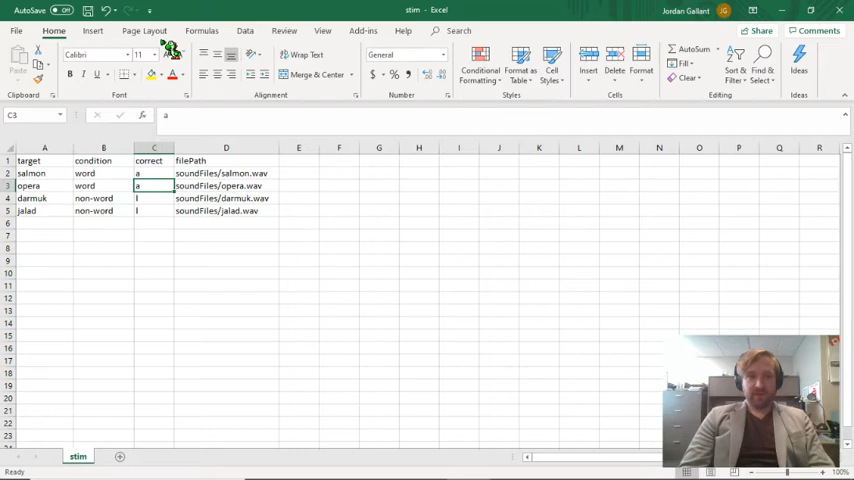 AutoSave Off stim - Excel Jordan Gallant JG
File Home Insert Page Layout Formulas Data Review View Add-ins Help Search Share Comments
Paste Calibri 11 Wrap Text General Conditional Formatting Format as Table Cell Styles Insert Delete Format AutoSum Sort & Filter Find & Select Ideas
B I U A Merge & Center $ % Fill Clear
Clipboard Font Alignment Number Styles Cells Editing Ideas
C3 fx a
A B C D E F G H I J K L M N O P Q R
1 target condition correct filePath
2 salmon word a soundFiles/salmon.wav
3 opera word a soundFiles/opera.wav
4 darmuk non-word l soundFiles/darmuk.wav
5 jalad non-word l soundFiles/jalad.wav
6
7
8
9
10
11
12
13
14
15
16
17
18
19
20
21
22
23
stim
Ready 100%